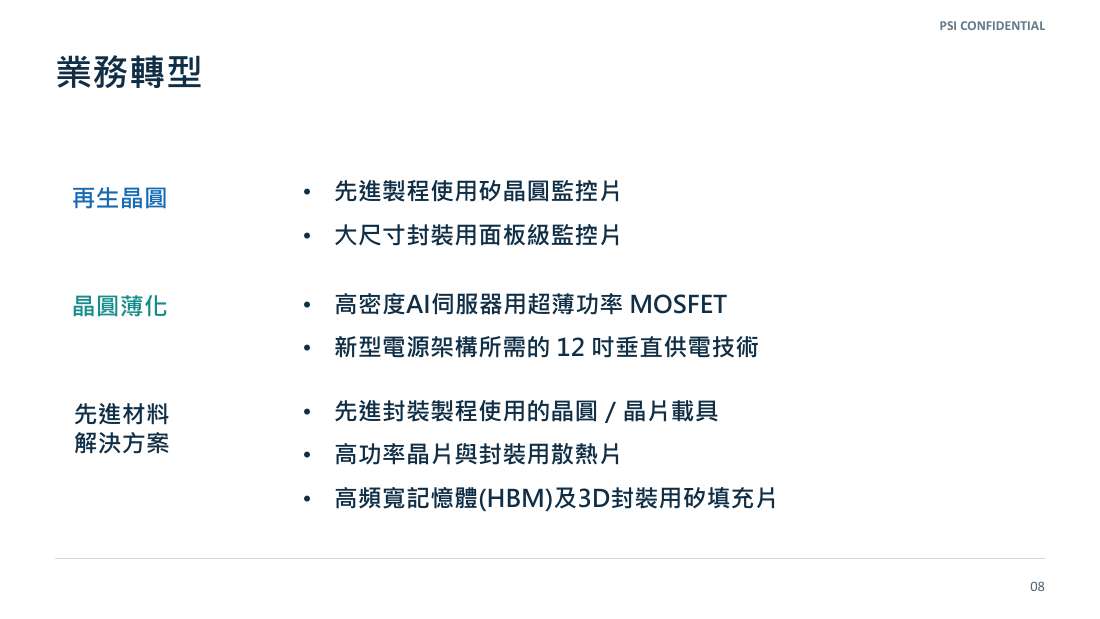 PSI CONFIDENTIAL
業務轉型
再生晶圓
• 先進製程使用矽晶圓監控片
• 大尺寸封裝用面板級監控片
晶圓薄化
• 高密度AI伺服器用超薄功率 MOSFET
• 新型電源架構所需的 12 吋垂直供電技術
先進材料
解決方案
• 先進封裝製程使用的晶圓 / 晶片載具
• 高功率晶片與封裝用散熱片
• 高頻寬記憶體(HBM)及3D封裝用矽填充片
08